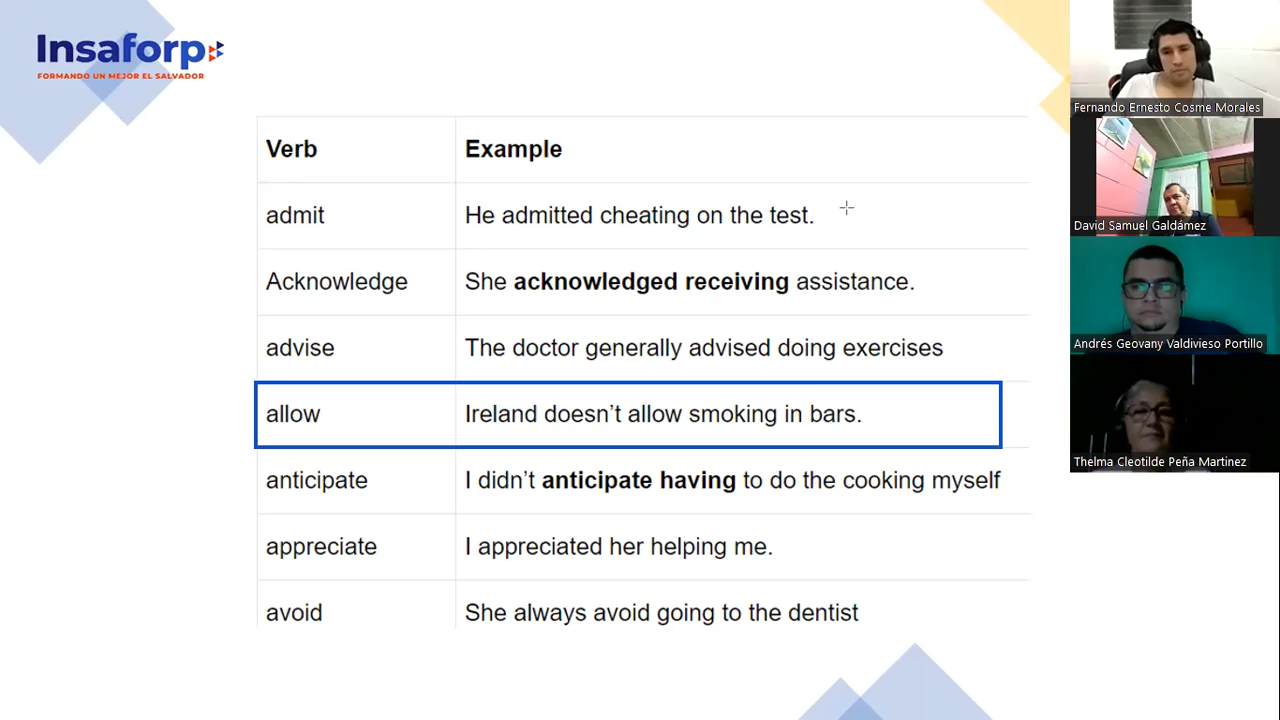 Insaforp
FORMANDO UN MEJOR EL SALVADOR
Verb Example
admit He admitted cheating on the test.
Acknowledge She acknowledged receiving assistance.
advise The doctor generally advised doing exercises
allow Ireland doesn't allow smoking in bars.
anticipate I didn't anticipate having to do the cooking myself
appreciate I appreciated her helping me.
avoid She always avoid going to the dentist
Fernando Ernesto Cosme Morales
David Samuel Galdámez
Andrés Geovany Valdivieso Portillo
Thelma Cleotilde Peña Martinez